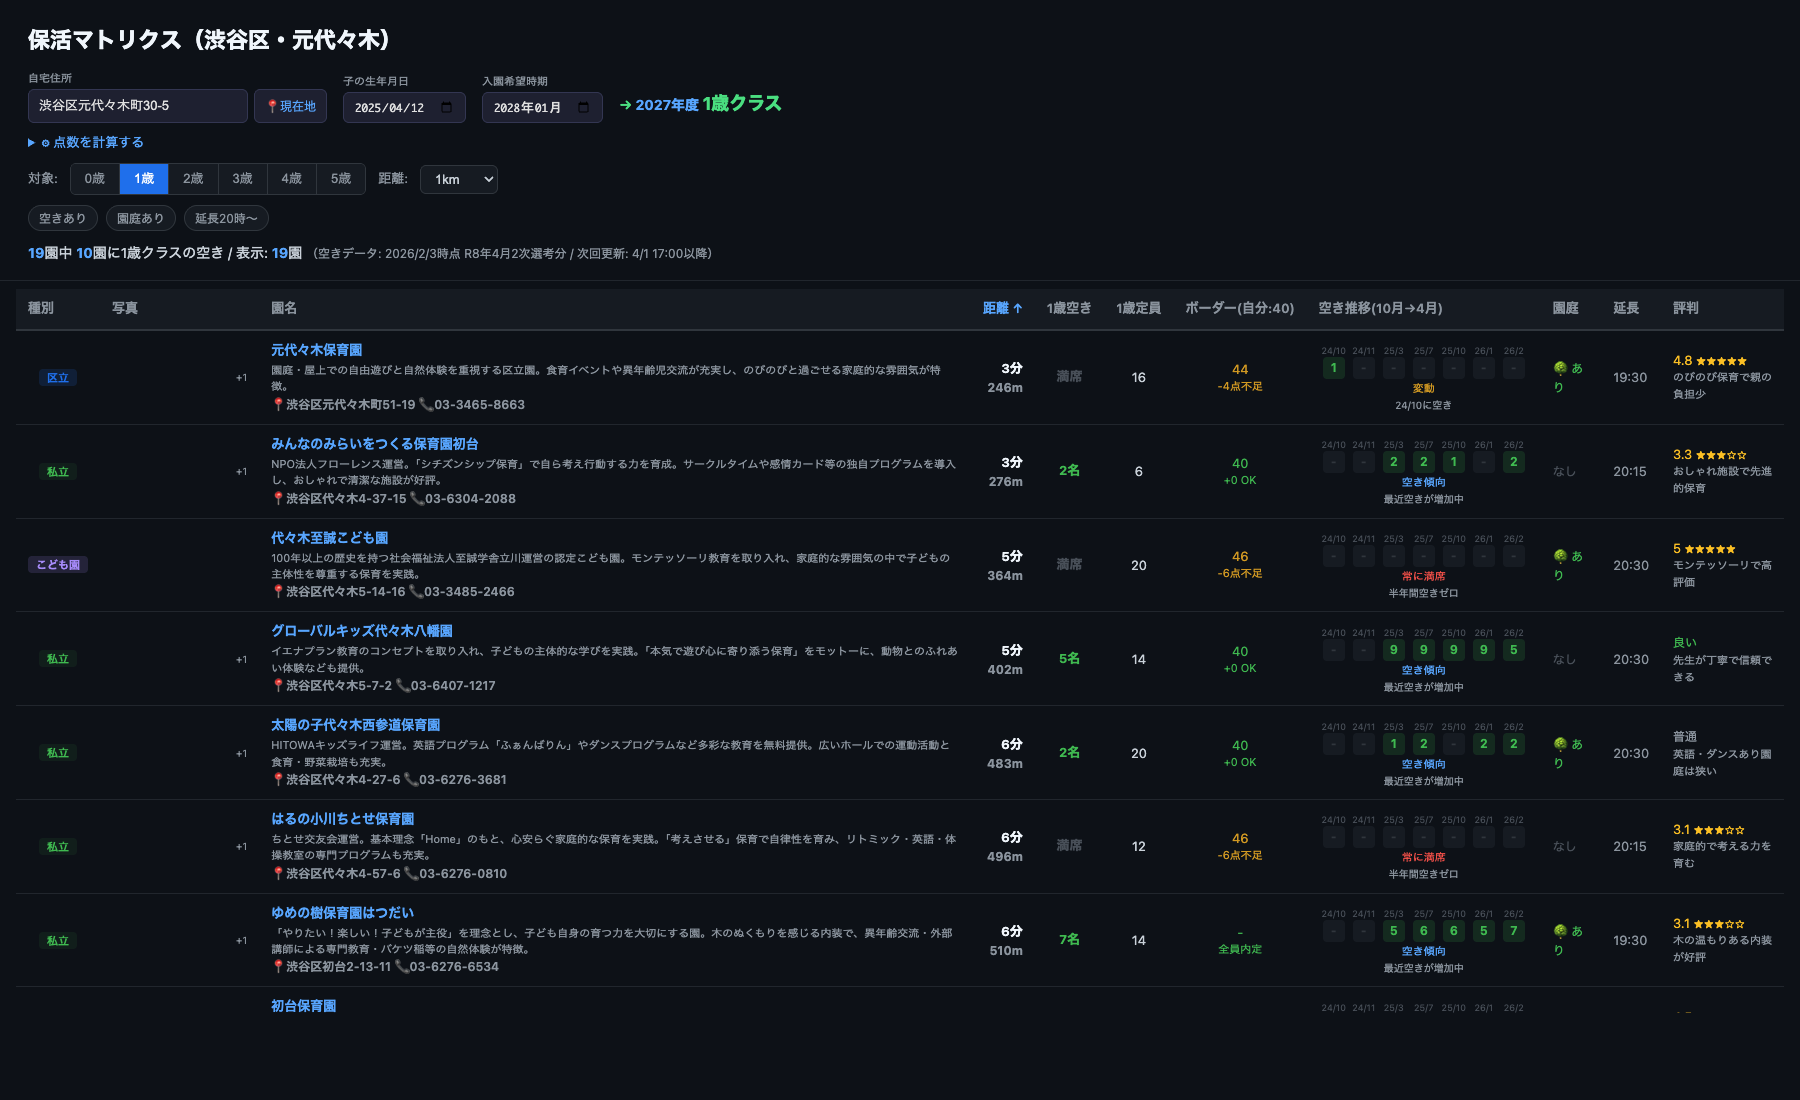 保活マトリクス（渋谷区・元代々木）
自宅住所
子の生年月日
入園希望時期
渋谷区元代々木町30-5
📍現在地
2025/04/12
2028年01月
→ 2027年度 1歳クラス
▶ ⚙ 点数を計算する
対象: 0歳 1歳 2歳 3歳 4歳 5歳 距離: 1km
空きあり 園庭あり 延長20時〜
19園中 10園に1歳クラスの空き / 表示: 19園 （空きデータ: 2026/2/3時点 R8年4月2次選考分 / 次回更新: 4/1 17:00以降）
種別 写真 園名 距離 ↑ 1歳空き 1歳定員 ボーダー(自分:40) 空き推移(10月→4月) 園庭 延長 評判
区立
+1
元代々木保育園
園庭・屋上での自由遊びと自然体験を重視する区立園。食育イベントや異年齢児交流が充実し、のびのびと過ごせる家庭的な雰囲気が特
徴。
📍渋谷区元代々木町51-19 📞03-3465-8663
3分
246m
満席
16
44
-4点不足
24/10 24/11 25/3 25/7 25/10 26/1 26/2
1 - - - - - -
変動
24/10に空き
🌳 あ
り
19:30
4.8 ★★★★★
のびのび保育で親の
負担少
私立
+1
みんなのみらいをつくる保育園初台
NPO法人フローレンス運営。「シチズンシップ保育」で自ら考え行動する力を育成。サークルタイムや感情カード等の独自プログラムを導入
し、おしゃれで清潔な施設が好評。
📍渋谷区代々木4-37-15 📞03-6304-2088
3分
276m
2名
6
40
+0 OK
24/10 24/11 25/3 25/7 25/10 26/1 26/2
- - 2 2 1 - 2
空き傾向
最近空きが増加中
なし
20:15
3.3 ★★★☆☆
おしゃれ施設で先進
的保育
こども園
代々木至誠こども園
100年以上の歴史を持つ社会福祉法人至誠学舎立川運営の認定こども園。モンテッソーリ教育を取り入れ、家庭的な雰囲気の中で子どもの
主体性を尊重する保育を実践。
📍渋谷区代々木5-14-16 📞03-3485-2466
5分
364m
満席
20
46
-6点不足
24/10 24/11 25/3 25/7 25/10 26/1 26/2
- - - - - - -
常に満席
半年間空きゼロ
🌳 あ
り
20:30
5 ★★★★★
モンテッソーリで高
評価
私立
+1
グローバルキッズ代々木八幡園
イエナプラン教育のコンセプトを取り入れ、子どもの主体的な学びを実践。「本気で遊び心に寄り添う保育」をモットーに、動物とのふれあ
い体験なども提供。
📍渋谷区代々木5-7-2 📞03-6407-1217
5分
402m
5名
14
40
+0 OK
24/10 24/11 25/3 25/7 25/10 26/1 26/2
- - 9 9 9 9 5
空き傾向
最近空きが増加中
なし
20:30
良い
先生が丁寧で信頼で
きる
私立
+1
太陽の子代々木西参道保育園
HITOWAキッズライフ運営。英語プログラム「ふぁんばりん」やダンスプログラムなど多彩な教育を無料提供。広いホールでの運動活動と
食育・野菜栽培も充実。
📍渋谷区代々木4-27-6 📞03-6276-3681
6分
483m
2名
20
40
+0 OK
24/10 24/11 25/3 25/7 25/10 26/1 26/2
- - 1 2 - 2 2
空き傾向
最近空きが増加中
🌳 あ
り
20:30
普通
英語・ダンスあり園
庭は狭い
私立
+1
はるの小川ちとせ保育園
ちとせ交友会運営。基本理念「Home」のもと、心安らぐ家庭的な保育を実践。「考えさせる」保育で自律性を育み、リトミック・英語・体
操教室の専門プログラムも充実。
📍渋谷区代々木4-57-6 📞03-6276-0810
6分
496m
満席
12
46
-6点不足
24/10 24/11 25/3 25/7 25/10 26/1 26/2
- - - - - - -
常に満席
半年間空きゼロ
なし
20:15
3.1 ★★★☆☆
家庭的で考える力を
育む
私立
+1
ゆめの樹保育園はつだい
「やりたい！楽しい！子どもが主役」を理念とし、子ども自身の育つ力を大切にする園。木のぬくもりを感じる内装で、異年齢交流・外部
講師による専門教育・バケツ稲等の自然体験が特徴。
📍渋谷区初台2-13-11 📞03-6276-6534
6分
510m
7名
14
-
全員内定
24/10 24/11 25/3 25/7 25/10 26/1 26/2
- - 5 6 6 5 7
空き傾向
最近空きが増加中
🌳 あ
り
19:30
3.1 ★★★☆☆
木の温もりある内装
が好評
初台保育園
24/10 24/11 25/3 25/7 25/10 26/1 26/2